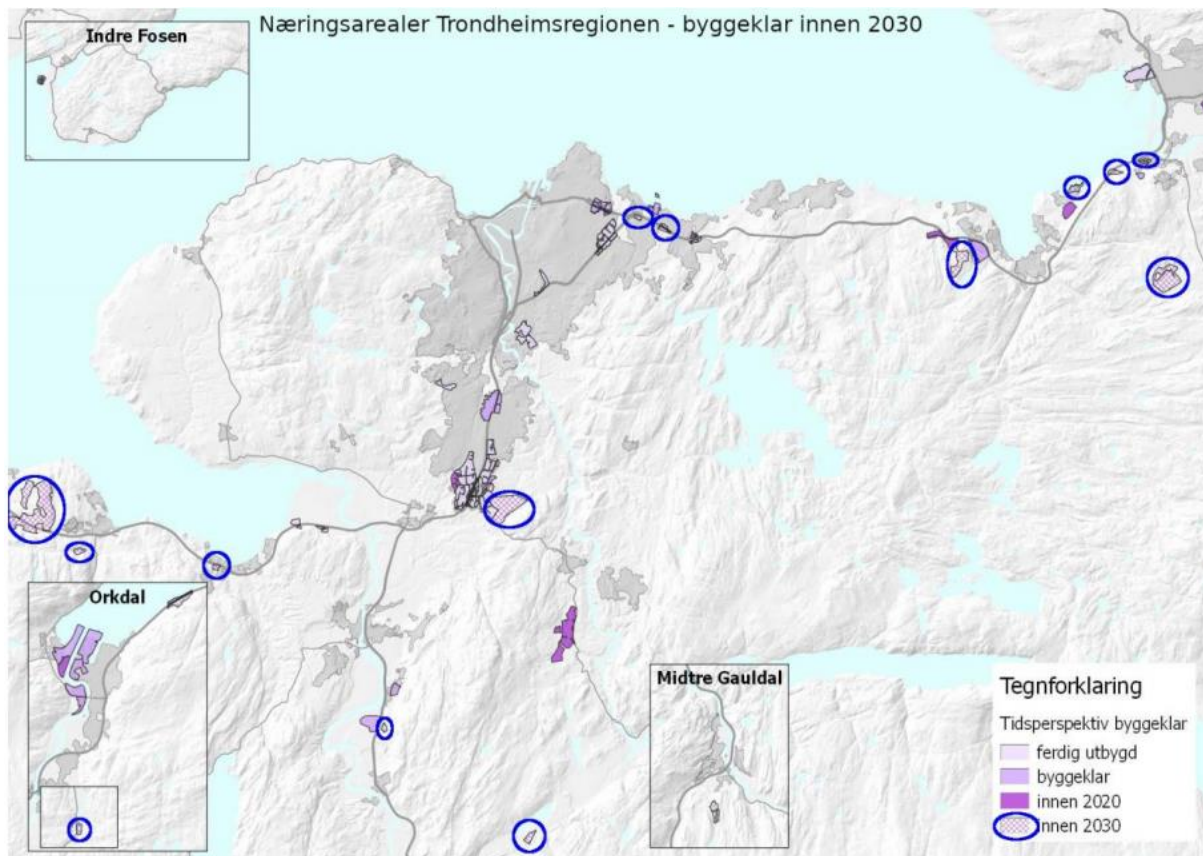 Næringsarealer Trondheimsregionen - byggeklar innen 2030
Indre Fosen
Orkdal
Midtre Gauldal
Tegnforklaring
Tidsperspektiv byggeklar
ferdig utbygd
byggeklar
innen 2020
innen 2030